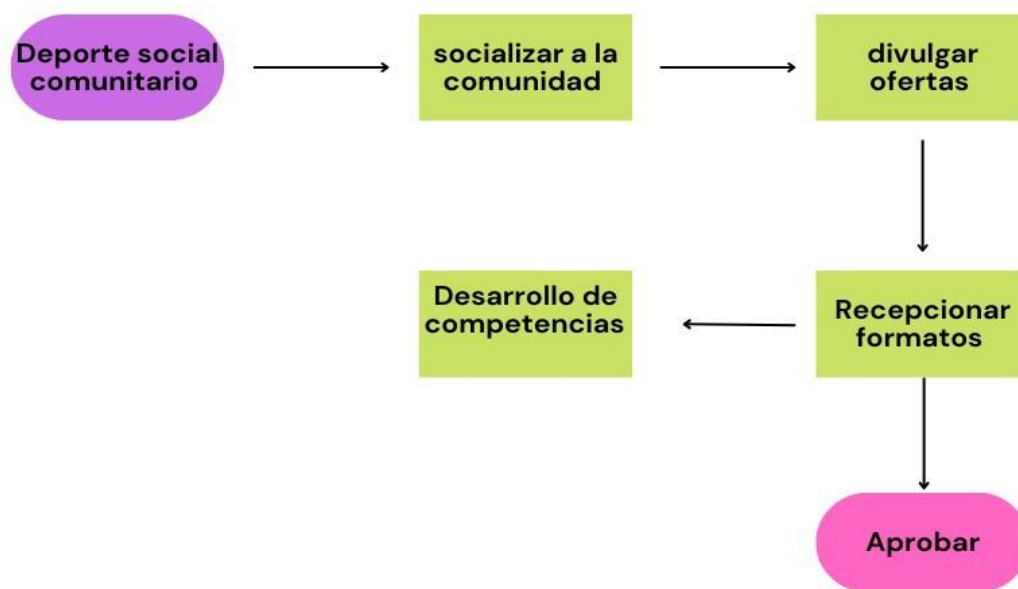 Deporte social
comunitario
socializar a la
comunidad
divulgar
ofertas
Desarrollo de
competencias
Recepcionar
formatos
Aprobar